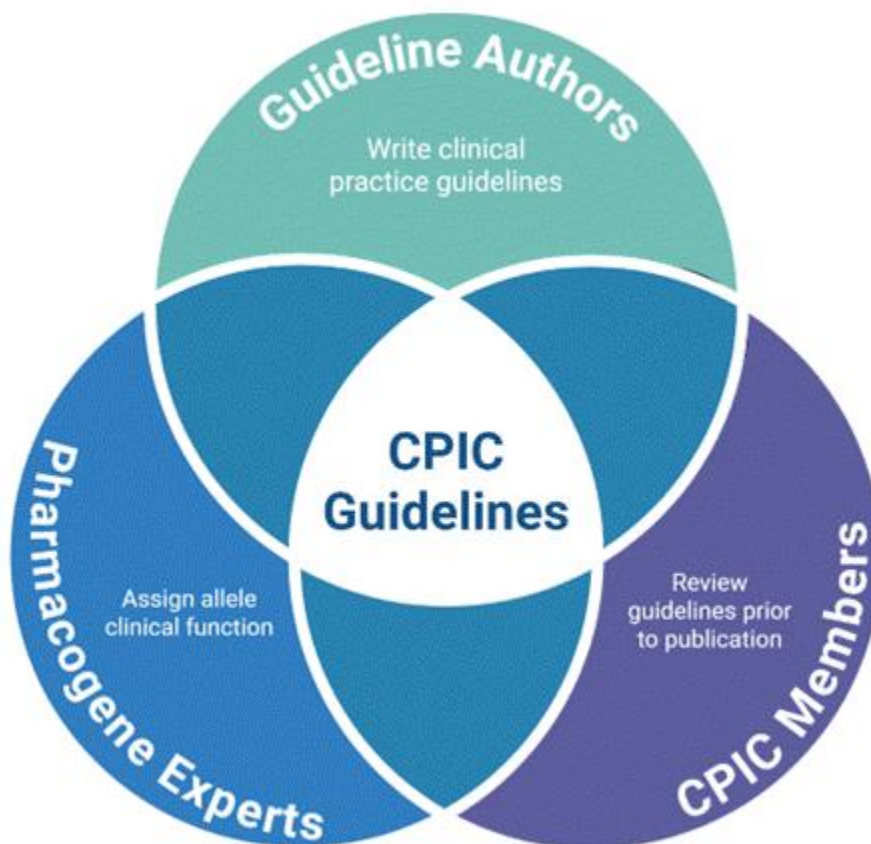 Guideline Authors
Write clinical
practice guidelines
CPIC
Guidelines
Pharmacogene Experts
Assign allele
clinical function
CPIC Members
Review
guidelines prior
to publication